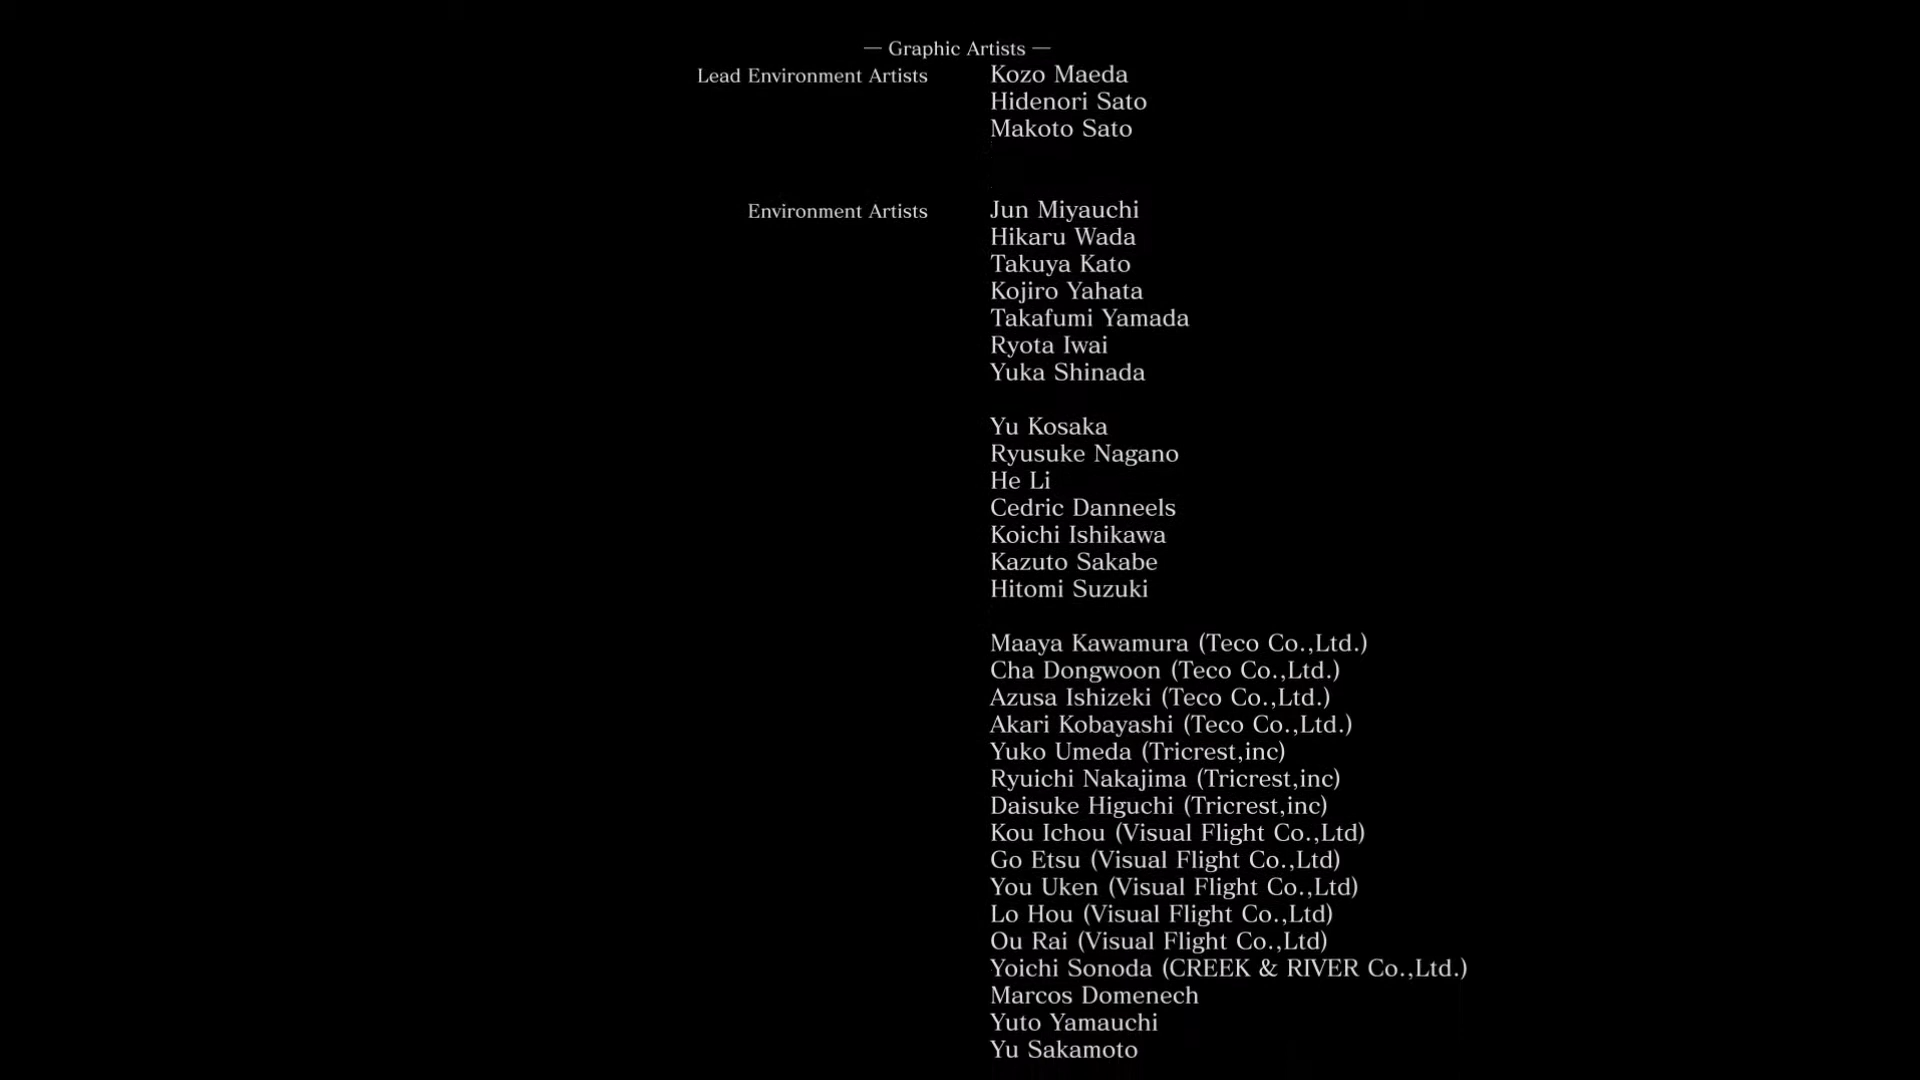 — Graphic Artists —
Lead Environment Artists Kozo Maeda
Hidenori Sato
Makoto Sato
Environment Artists Jun Miyauchi
Hikaru Wada
Takuya Kato
Kojiro Yahata
Takafumi Yamada
Ryota Iwai
Yuka Shinada
Yu Kosaka
Ryusuke Nagano
He Li
Cedric Danneels
Koichi Ishikawa
Kazuto Sakabe
Hitomi Suzuki
Maaya Kawamura (Teco Co.,Ltd.)
Cha Dongwoon (Teco Co.,Ltd.)
Azusa Ishizeki (Teco Co.,Ltd.)
Akari Kobayashi (Teco Co.,Ltd.)
Yuko Umeda (Tricrest,inc)
Ryuichi Nakajima (Tricrest,inc)
Daisuke Higuchi (Tricrest,inc)
Kou Ichou (Visual Flight Co.,Ltd)
Go Etsu (Visual Flight Co.,Ltd)
You Uken (Visual Flight Co.,Ltd)
Lo Hou (Visual Flight Co.,Ltd)
Ou Rai (Visual Flight Co.,Ltd)
Yoichi Sonoda (CREEK & RIVER Co.,Ltd.)
Marcos Domenech
Yuto Yamauchi
Yu Sakamoto